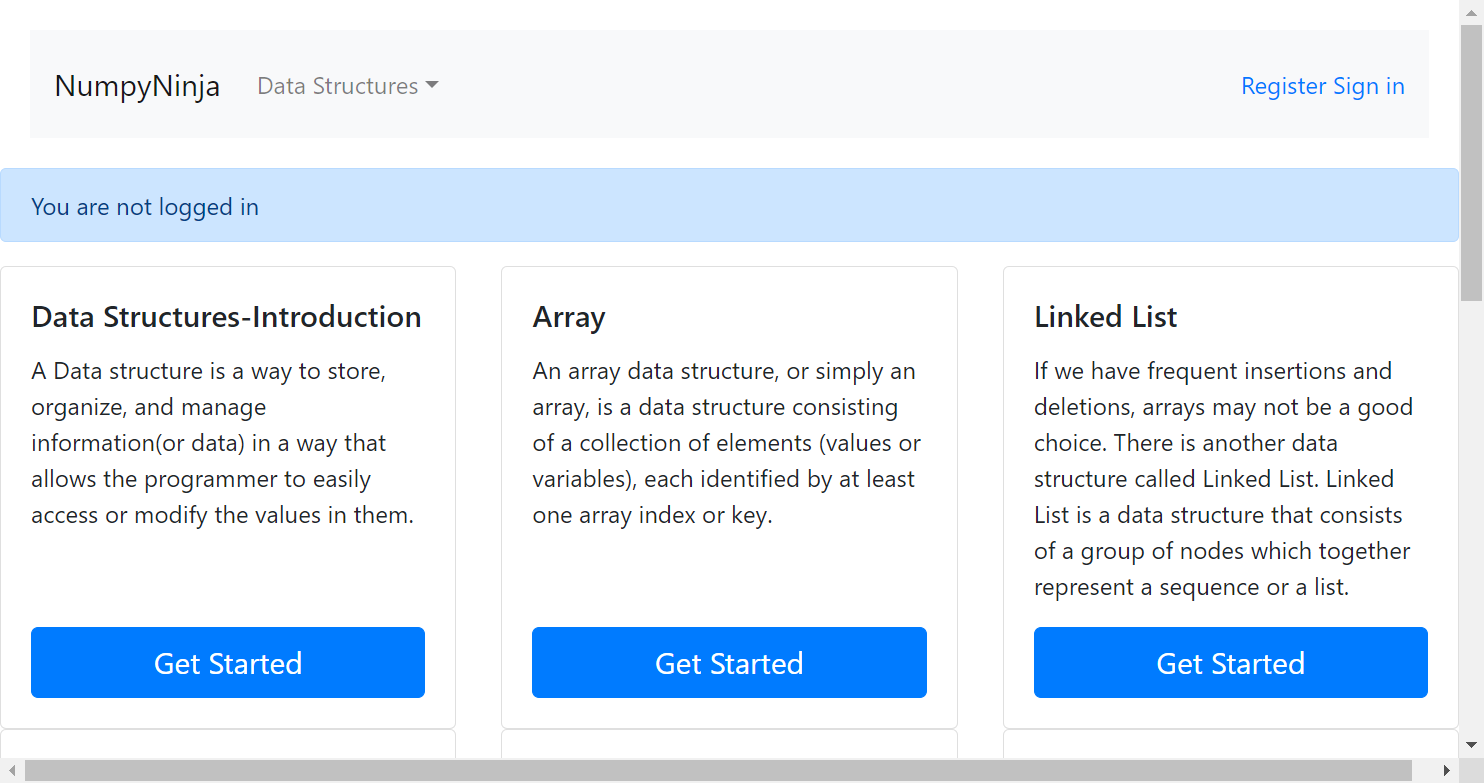 NumpyNinja Data Structures Register Sign in
You are not logged in
Data Structures-Introduction
A Data structure is a way to store,
organize, and manage
information(or data) in a way that
allows the programmer to easily
access or modify the values in them.
Get Started
Array
An array data structure, or simply an
array, is a data structure consisting
of a collection of elements (values or
variables), each identified by at least
one array index or key.
Get Started
Linked List
If we have frequent insertions and
deletions, arrays may not be a good
choice. There is another data
structure called Linked List. Linked
List is a data structure that consists
of a group of nodes which together
represent a sequence or a list.
Get Started